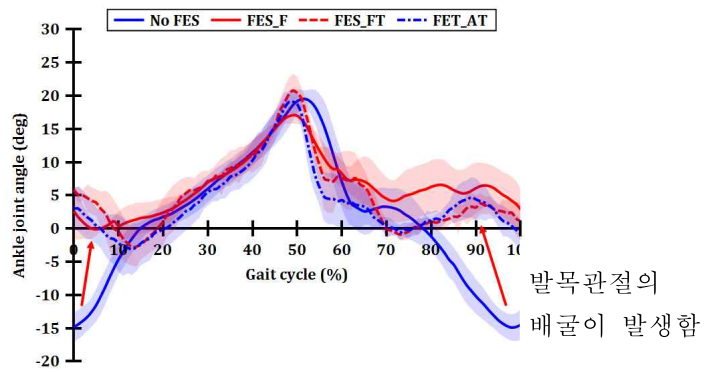 No FES FES_F FES_FT FET_AT
30
25
20
15
10
5
0
-5
-10
-15
-20
Ankle joint angle (deg)
0 10 20 30 40 50 60 70 80 90 10
Gait cycle (%)
발목관절의
배굴이 발생함